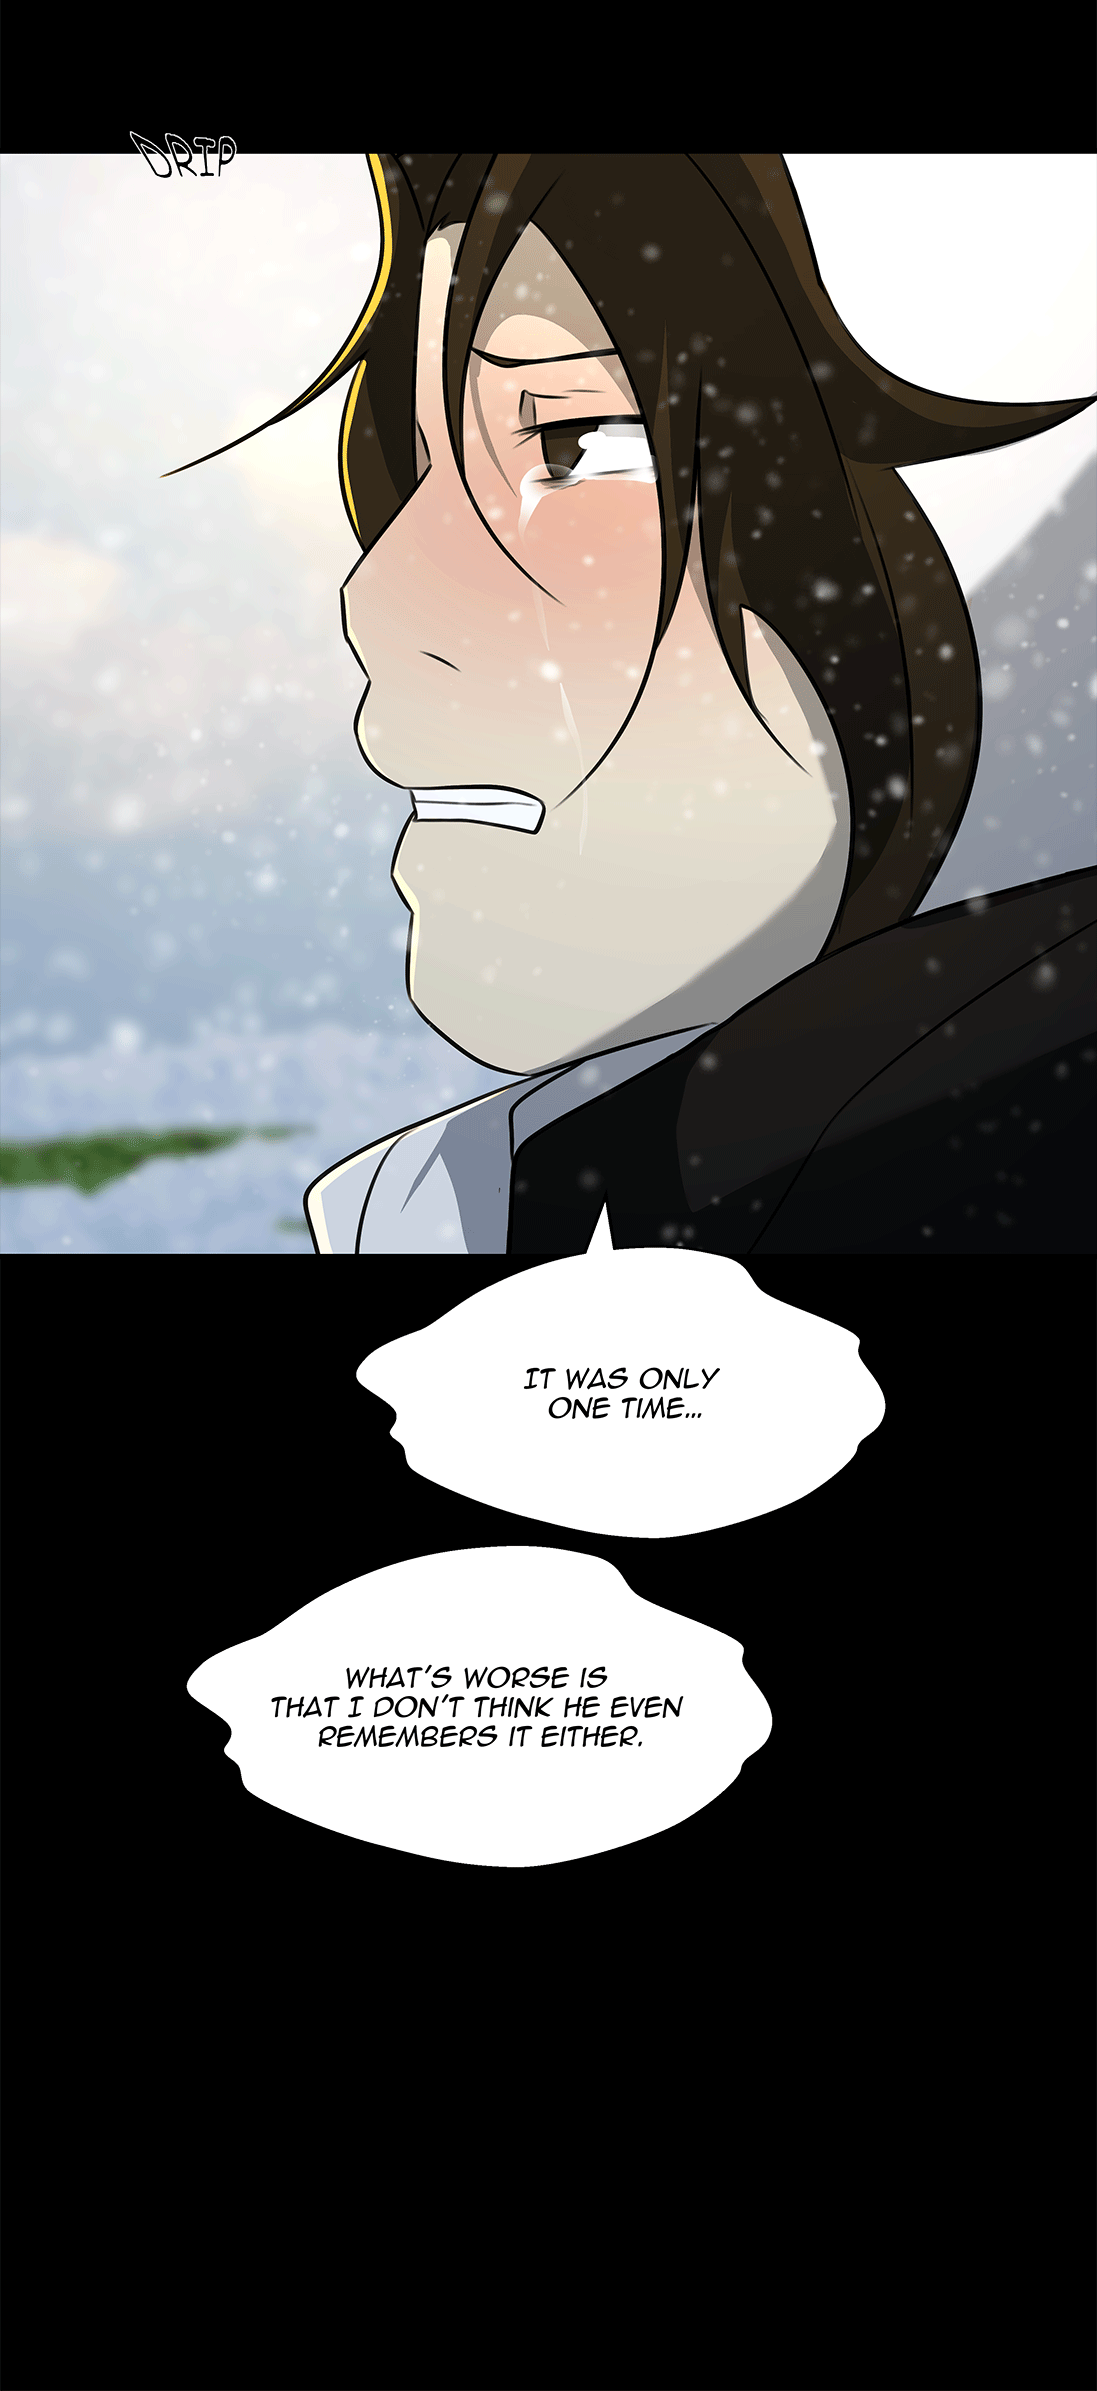 DRIP
IT WAS ONLY
ONE TIME...
WHAT'S WORSE IS
THAT I DON'T THINK HE EVEN
REMEMBERS IT EITHER.